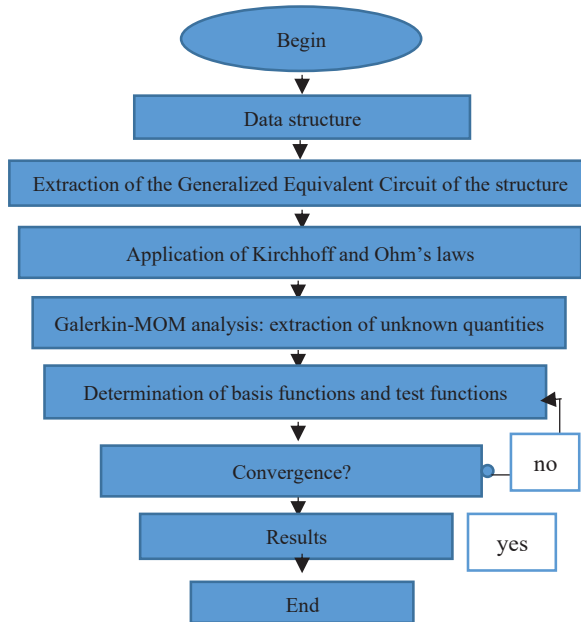 Begin
Data structure
Extraction of the Generalized Equivalent Circuit of the structure
Application of Kirchhoff and Ohm’s laws
Galerkin-MOM analysis: extraction of unknown quantities
Determination of basis functions and test functions
Convergence?
no
Results
yes
End